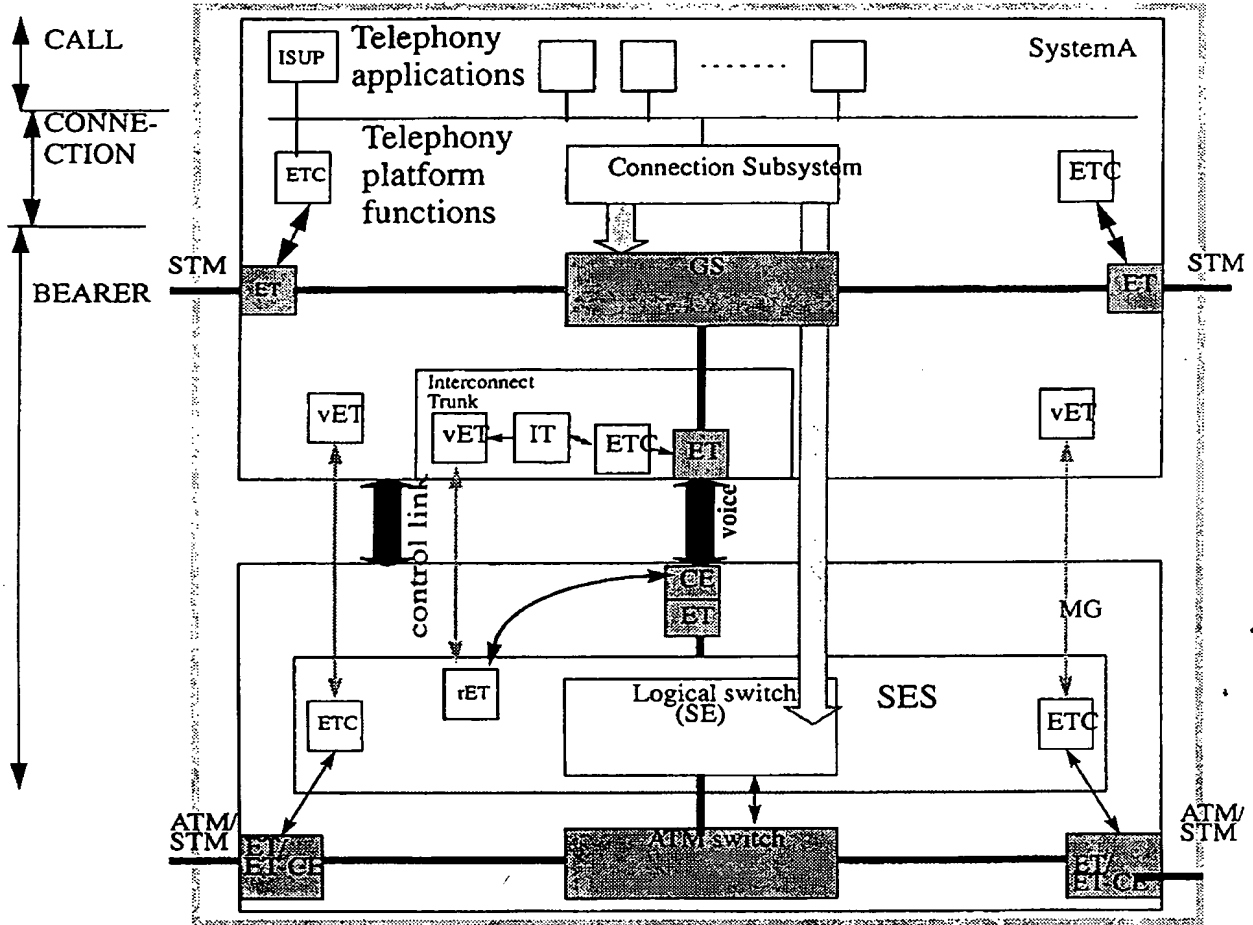 CALL
CONNE-
CTION
BEARER
ISUP
Telephony
applications
SystemA
Telephony
platform
functions
ETC
Connection Subsystem
ETC
STM
ET
GS
ET
STM
vET
Interconnect
Trunk
vET
IT
ETC
ET
vET
control link
voice
CE
ET
MG
rET
Logical switch
(SE)
SES
ETC
ETC
ATM/
STM
ET/
ET CE
ATM switch
ET/
ET CE
ATM/
STM